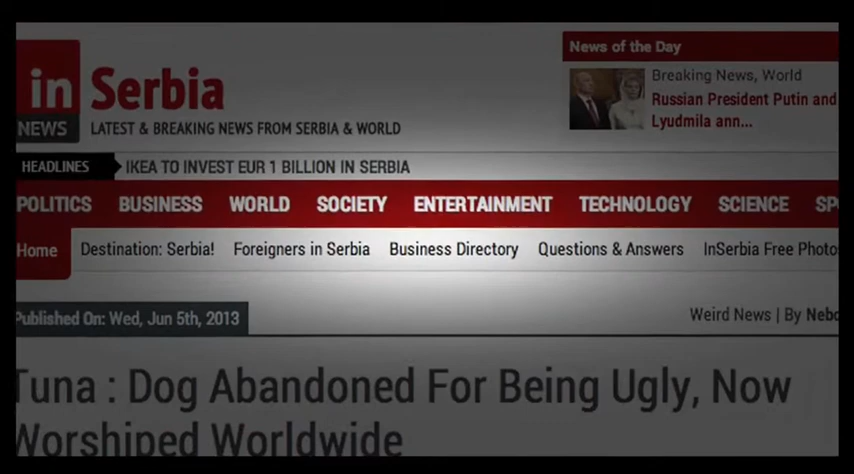 in Serbia
NEWS
LATEST & BREAKING NEWS FROM SERBIA & WORLD
News of the Day
Breaking News, World
Russian President Putin and
Lyudmila ann...
HEADLINES
IKEA TO INVEST EUR 1 BILLION IN SERBIA
POLITICS BUSINESS WORLD SOCIETY ENTERTAINMENT TECHNOLOGY SCIENCE SP
Home Destination: Serbia! Foreigners in Serbia Business Directory Questions & Answers InSerbia Free Photo
Published On: Wed, Jun 5th, 2013
Weird News | By Nebo
Tuna : Dog Abandoned For Being Ugly, Now
Worshiped Worldwide